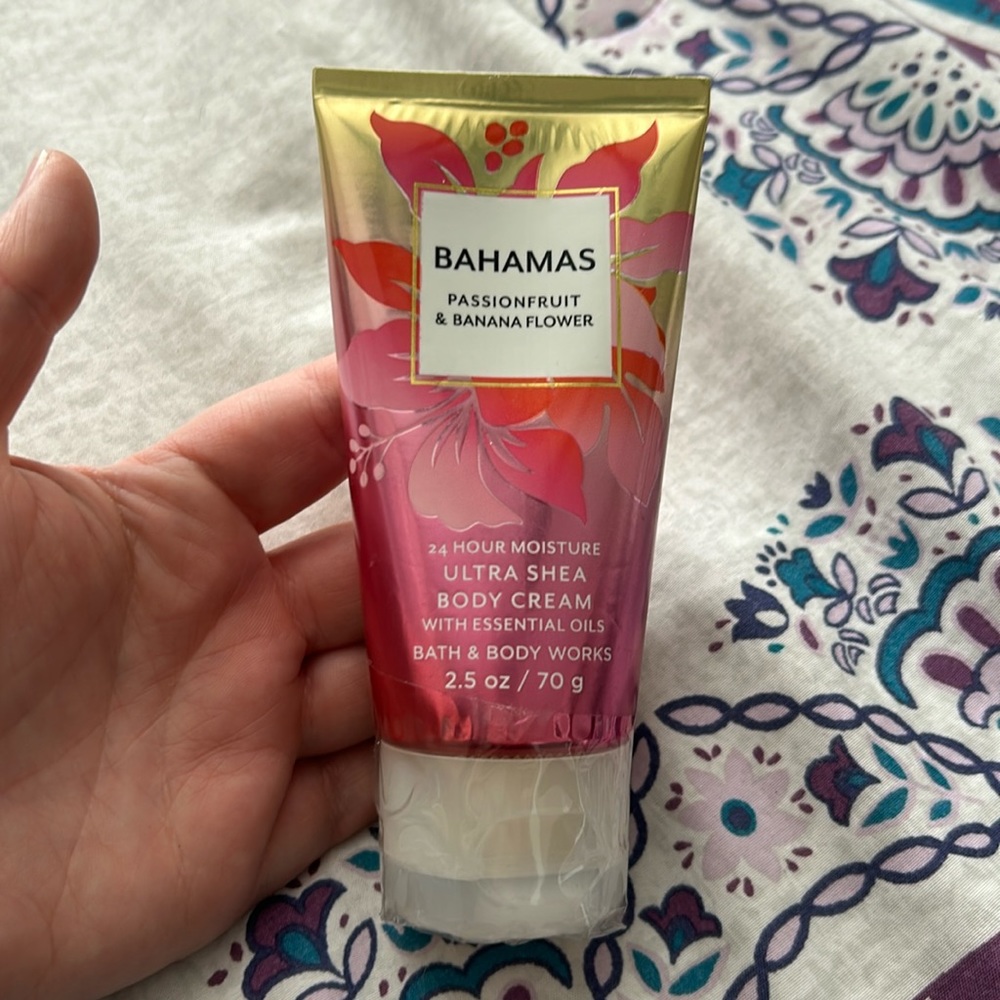 BAHAMAS
PASSIONFRUIT
& BANANA FLOWER
24 HOUR MOISTURE
ULTRA SHEA
BODY CREAM
WITH ESSENTIAL OILS
BATH & BODY WORKS
2.5 oz / 70 g